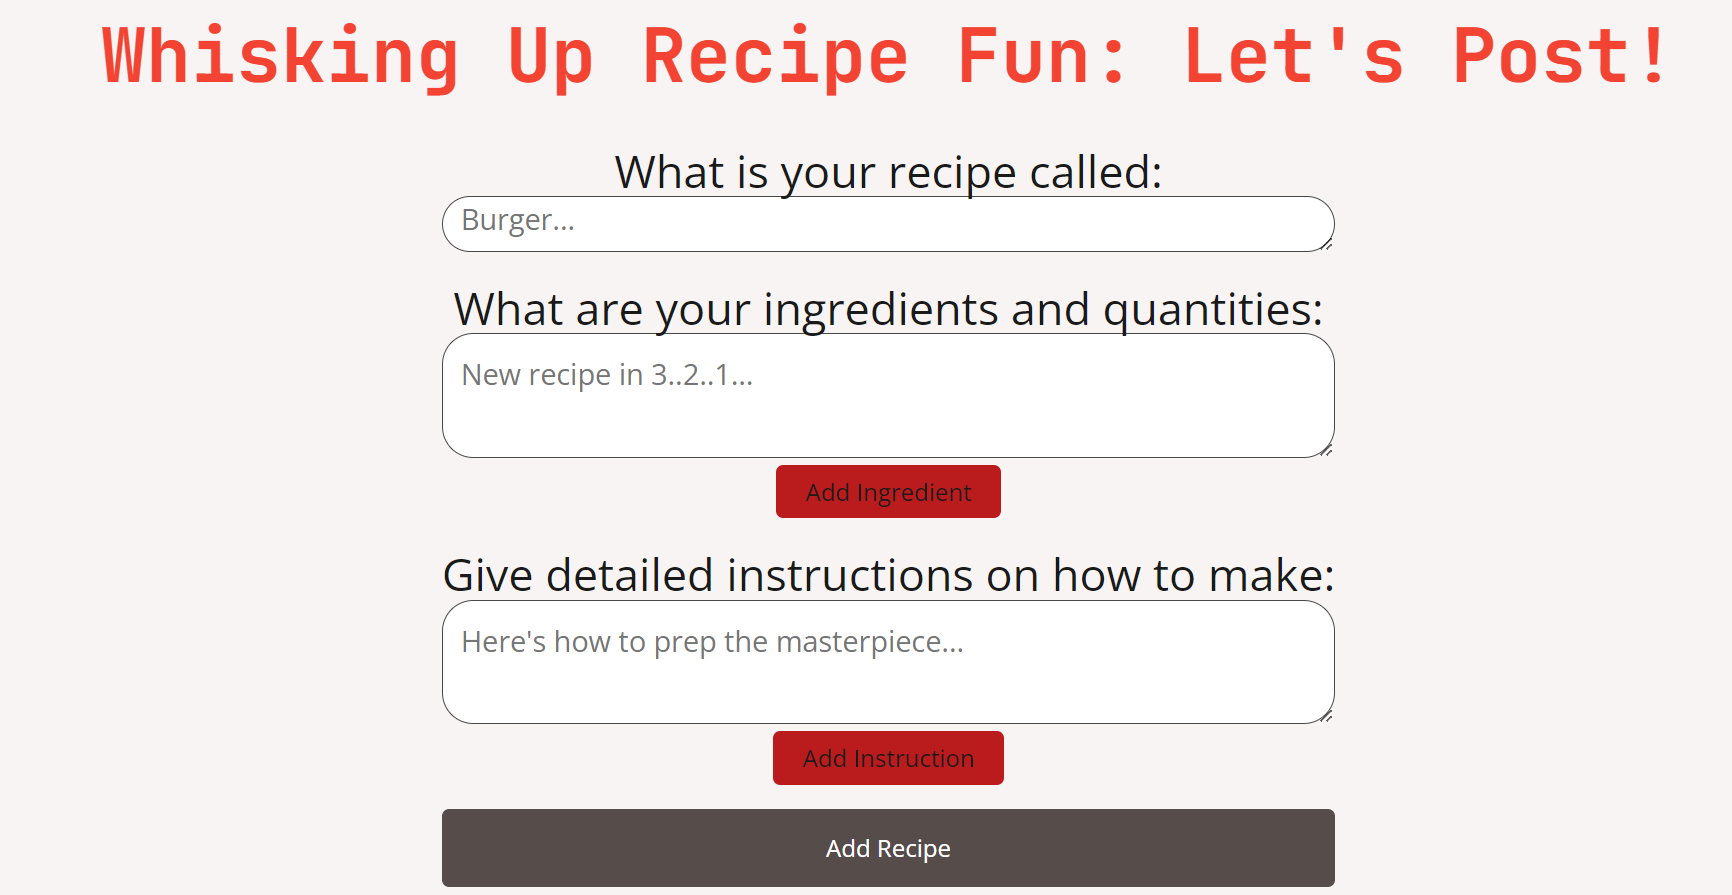 Whisking Up Recipe Fun: Let's Post!
What is your recipe called:
Burger...
What are your ingredients and quantities:
New recipe in 3..2..1...
Add Ingredient
Give detailed instructions on how to make:
Here's how to prep the masterpiece...
Add Instruction
Add Recipe